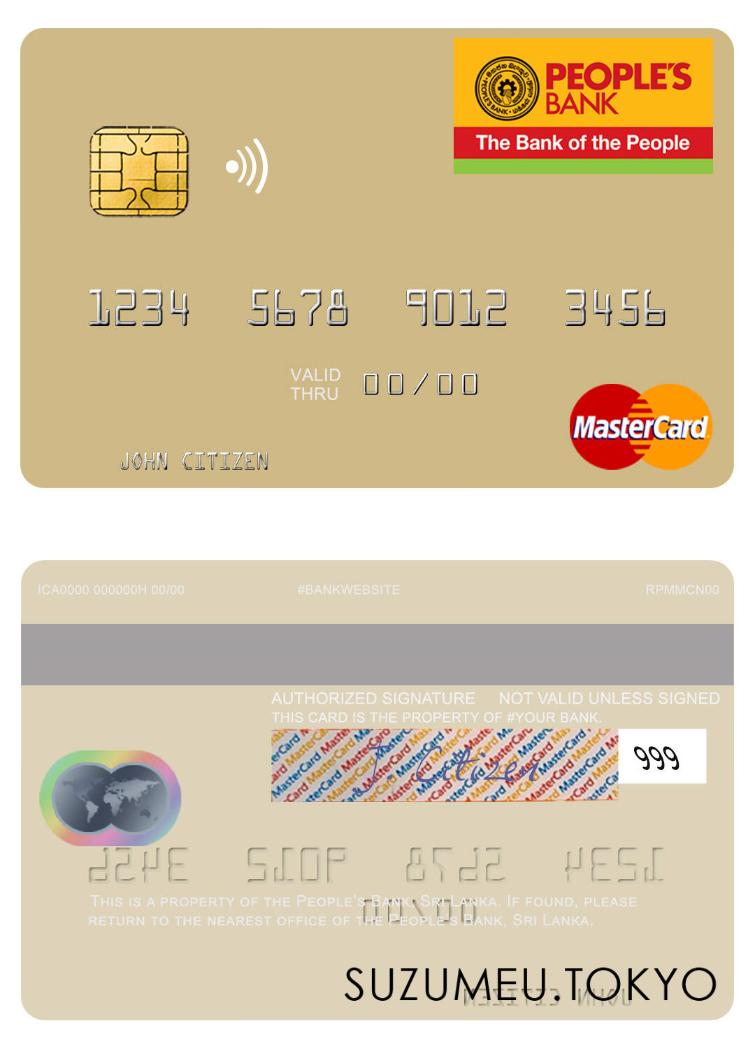 PEOPLE'S
BANK
The Bank of the People
1234 5678 9012 3456
VALID
THRU 00/00
MasterCard
JOHN CITIZEN
ICA0000 000000H 00/00 #BANKWEBSITE RPMMCN00
AUTHORIZED SIGNATURE NOT VALID UNLESS SIGNED
THIS CARD IS THE PROPERTY OF #YOUR BANK.
J Citizen 999
THIS IS A PROPERTY OF THE PEOPLE'S BANK, SRI LANKA. IF FOUND, PLEASE
RETURN TO THE NEAREST OFFICE OF THE PEOPLE'S BANK, SRI LANKA.
SUZUMEU.TOKYO